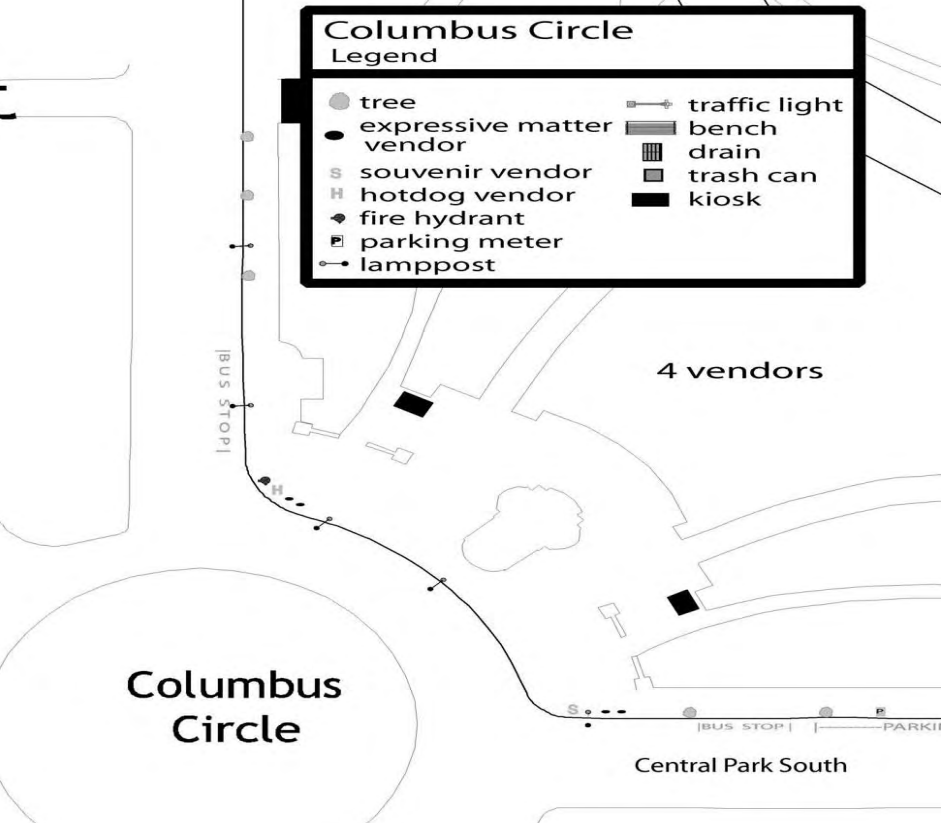 Columbus Circle
Legend
tree
expressive matter
vendor
S souvenir vendor
H hotdog vendor
fire hydrant
P parking meter
lamppost
traffic light
bench
drain
trash can
kiosk
4 vendors
|BUS STOP|
H
Columbus
Circle
S
P
|BUS STOP|
Central Park South